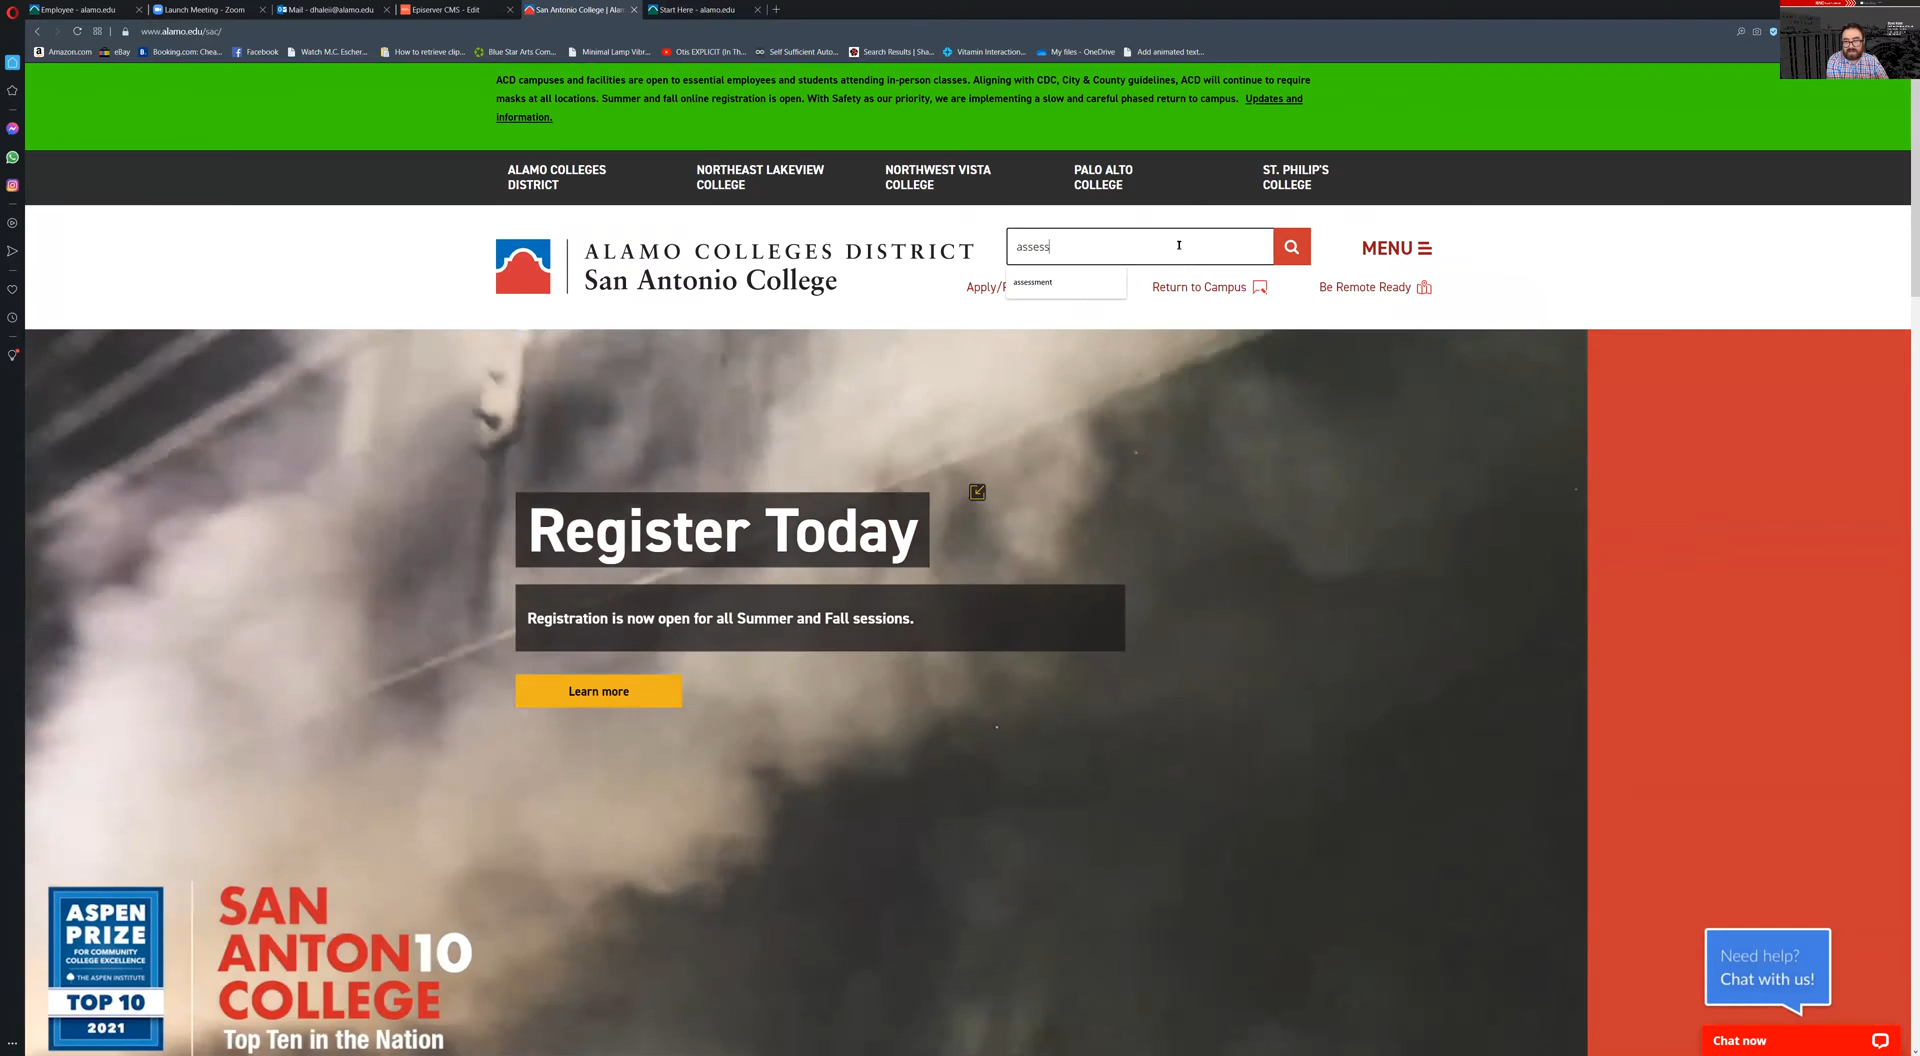 Employee - alamo.edu
Launch Meeting - Zoom
Mail - dhaleii@alamo.edu
Episerver CMS - Edit
San Antonio College | Alam
Start Here - alamo.edu
www.alamo.edu/sac/
Amazon.com
eBay
Booking.com: Chea...
Facebook
Watch M.C. Escher...
How to retrieve clip...
Blue Star Arts Com...
Minimal Lamp Vibr...
Otis EXPLICIT (In Th...
Self Sufficient Auto...
Search Results | Sha...
Vitamin Interaction...
My files - OneDrive
Add animated text...
ACD campuses and facilities are open to essential employees and students attending in-person classes. Aligning with CDC, City & County guidelines, ACD will continue to require
masks at all locations. Summer and fall online registration is open. With Safety as our priority, we are implementing a slow and careful phased return to campus. Updates and
information.
ALAMO COLLEGES
DISTRICT
NORTHEAST LAKEVIEW
COLLEGE
NORTHWEST VISTA
COLLEGE
PALO ALTO
COLLEGE
ST. PHILIP'S
COLLEGE
ALAMO COLLEGES DISTRICT
San Antonio College
assess
MENU
assessment
Apply/
Return to Campus
Be Remote Ready
Register Today
Registration is now open for all Summer and Fall sessions.
Learn more
ASPEN
PRIZE
FOR COMMUNITY
COLLEGE EXCELLENCE
THE ASPEN INSTITUTE
TOP 10
2021
SAN
ANTON10
COLLEGE
Top Ten in the Nation
Need help?
Chat with us!
Chat now